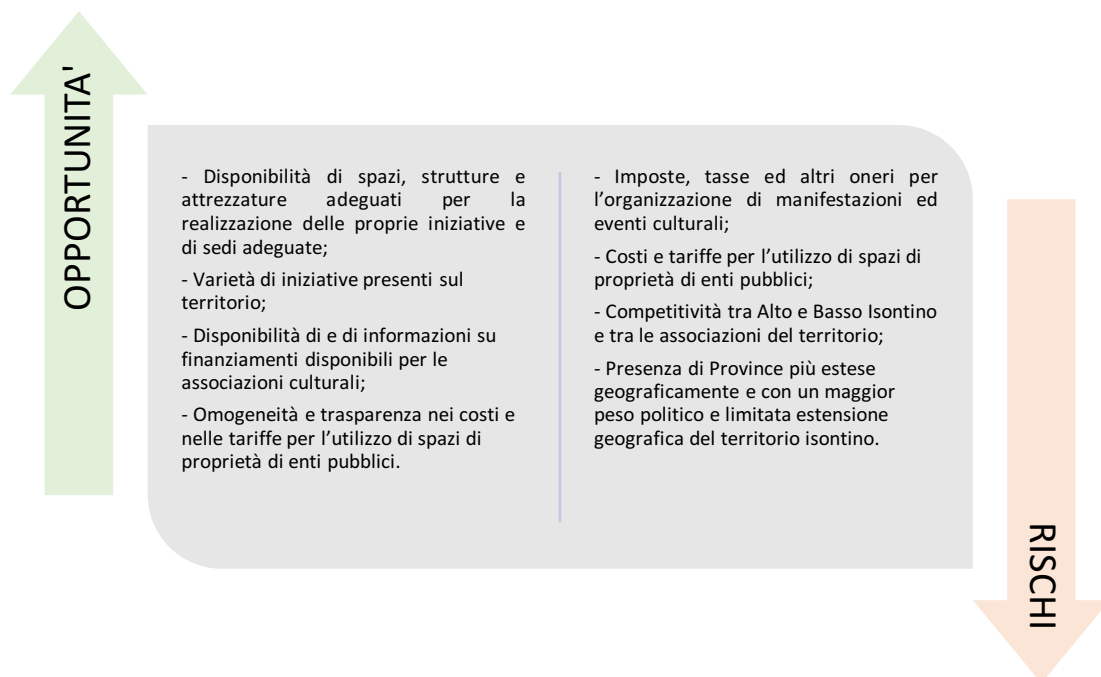 OPPORTUNITA'
- Disponibilità di spazi, strutture e
attrezzature adeguati per la
realizzazione delle proprie iniziative e
di sedi adeguate;
- Varietà di iniziative presenti sul
territorio;
- Disponibilità di e di informazioni su
finanziamenti disponibili per le
associazioni culturali;
- Omogeneità e trasparenza nei costi e
nelle tariffe per l’utilizzo di spazi di
proprietà di enti pubblici.
- Imposte, tasse ed altri oneri per
l’organizzazione di manifestazioni ed
eventi culturali;
- Costi e tariffe per l’utilizzo di spazi di
proprietà di enti pubblici;
- Competitività tra Alto e Basso Isontino
e tra le associazioni del territorio;
- Presenza di Province più estese
geograficamente e con un maggior
peso politico e limitata estensione
geografica del territorio isontino.
RISCHI